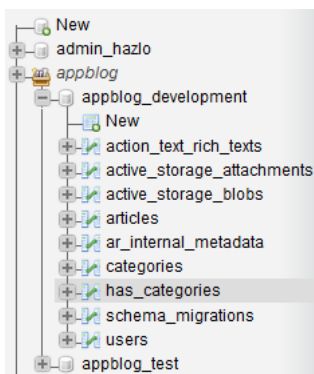 New
admin_hazlo
appblog
appblog_development
New
action_text_rich_texts
active_storage_attachments
active_storage_blobs
articles
ar_internal_metadata
categories
has_categories
schema_migrations
users
appblog_test